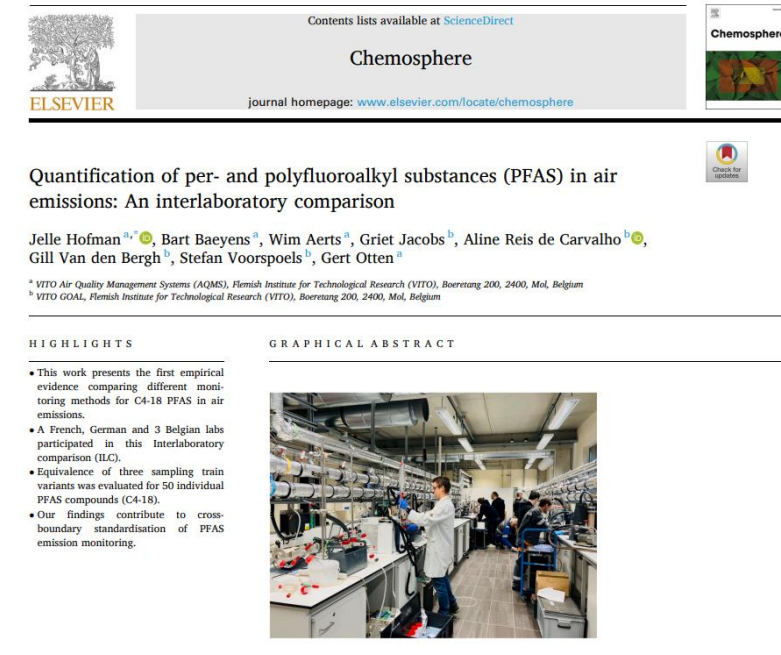 Contents lists available at ScienceDirect
Chemosphere
journal homepage: www.elsevier.com/locate/chemosphere
ELSEVIER
Chemosphere
Check for
updates
Quantification of per- and polyfluoroalkyl substances (PFAS) in air
emissions: An interlaboratory comparison
Jelle Hofman a,*, Bart Baeyens a, Wim Aerts a, Griet Jacobs b, Aline Reis de Carvalho b,
Gill Van den Bergh b, Stefan Voorspoels b, Gert Otten a
a VITO Air Quality Management Systems (AQMS), Flemish Institute for Technological Research (VITO), Boeretang 200, 2400, Mol, Belgium
b VITO GOAL, Flemish Institute for Technological Research (VITO), Boeretang 200, 2400, Mol, Belgium
HIGHLIGHTS
• This work presents the first empirical
evidence comparing different moni-
toring methods for C4-18 PFAS in air
emissions.
• A French, German and 3 Belgian labs
participated in this Interlaboratory
comparison (ILC).
• Equivalence of three sampling train
variants was evaluated for 50 individual
PFAS compounds (C4-18).
• Our findings contribute to cross-
boundary standardisation of PFAS
emission monitoring.
GRAPHICAL ABSTRACT